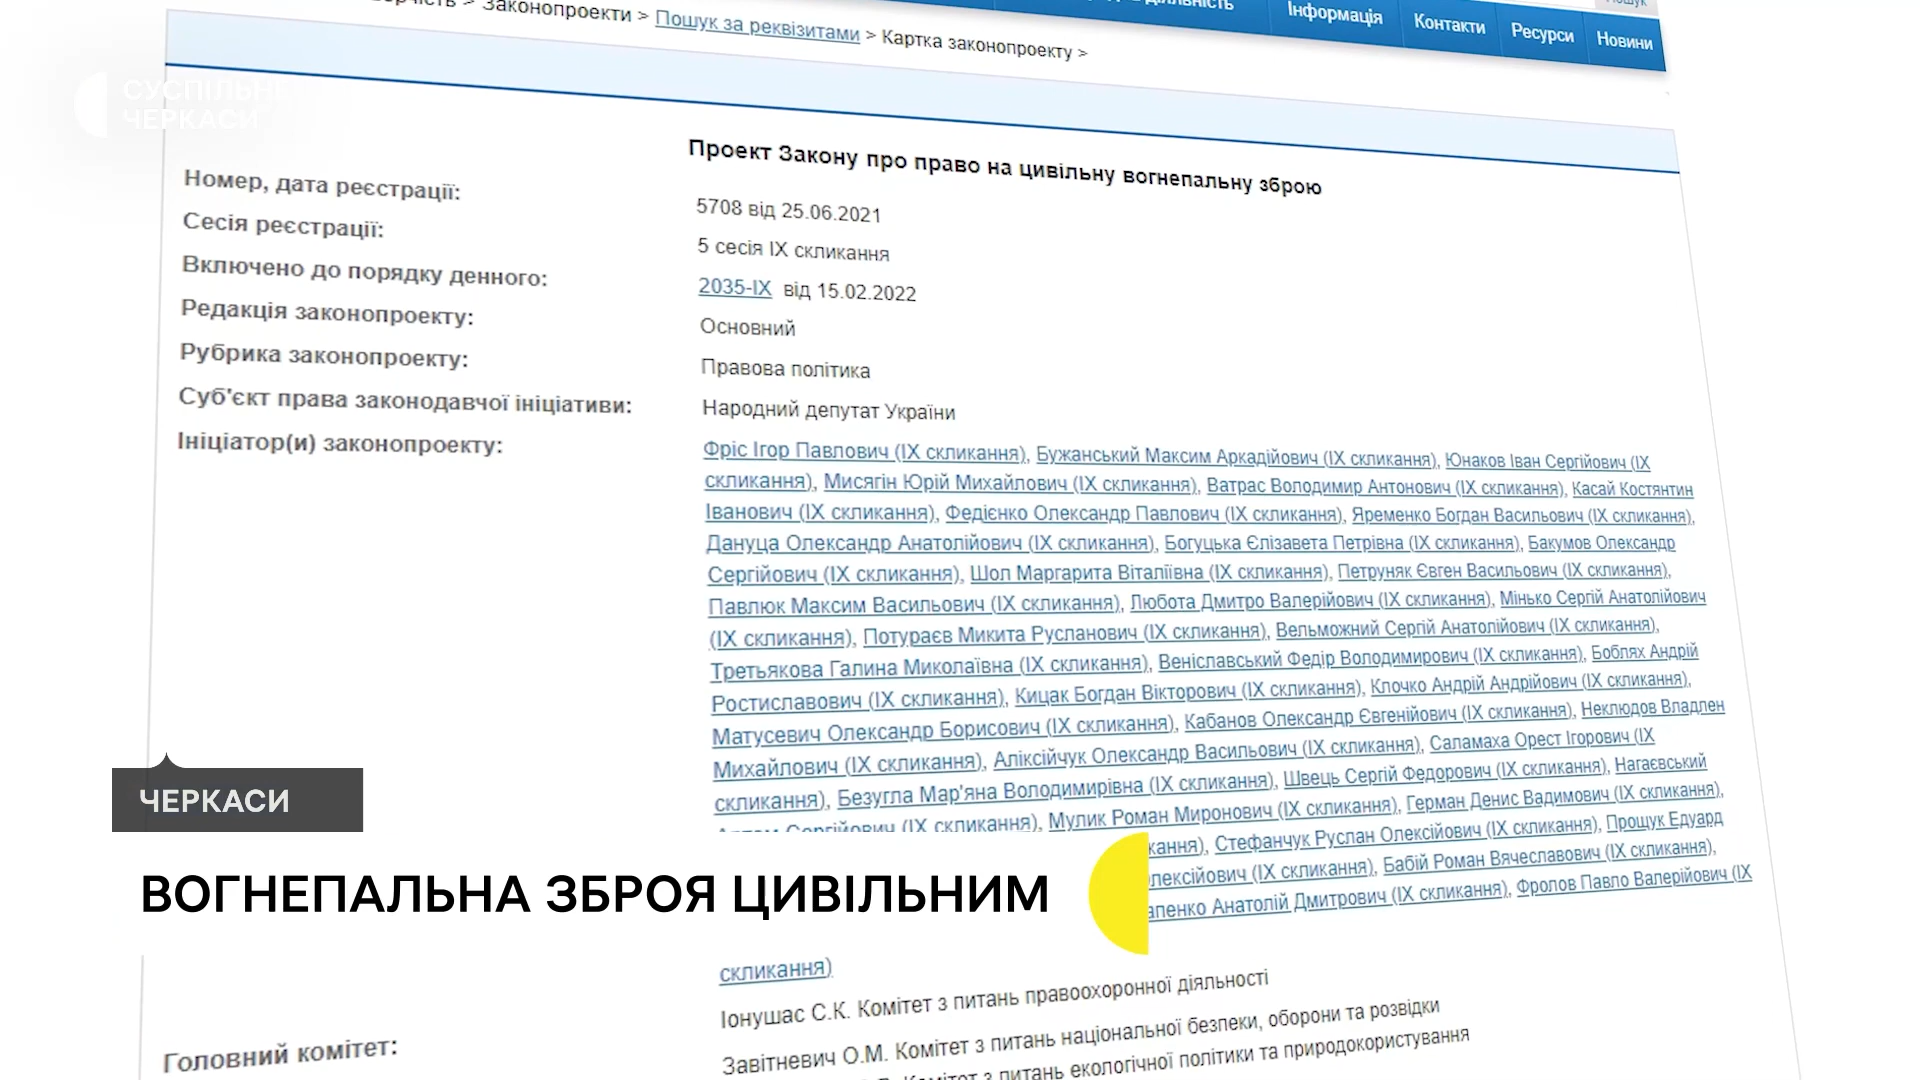 Законопроекти > Пошук за реквізитами > Картка законопроекту >
Інформація Контакти Ресурси Новини
СУСПІЛЬНЕ
ЧЕРКАСИ
Проект Закону про право на цивільну вогнепальну зброю
Номер, дата реєстрації: 5708 від 25.06.2021
Сесія реєстрації: 5 сесія IX скликання
Включено до порядку денного: 2035-IX від 15.02.2022
Редакція законопроекту: Основний
Рубрика законопроекту: Правова політика
Суб'єкт права законодавчої ініціативи: Народний депутат України
Ініціатор(и) законопроекту: Фріс Ігор Павлович (IX скликання), Бужанський Максим Аркадійович (IX скликання), Юнаков Іван Сергійович (IX
скликання), Мисягін Юрій Михайлович (IX скликання), Ватрас Володимир Антонович (IX скликання), Касай Костянтин
Іванович (IX скликання), Федієнко Олександр Павлович (IX скликання), Яременко Богдан Васильович (IX скликання),
Дануца Олександр Анатолійович (IX скликання), Богуцька Єлізавета Петрівна (IX скликання), Бакумов Олександр
Сергійович (IX скликання), Шол Маргарита Віталіївна (IX скликання), Петруняк Євген Васильович (IX скликання),
Павлюк Максим Васильович (IX скликання), Любота Дмитро Валерійович (IX скликання), Мінько Сергій Анатолійович
(IX скликання), Потураєв Микита Русланович (IX скликання), Вельможний Сергій Анатолійович (IX скликання),
Третьякова Галина Миколаївна (IX скликання), Веніславський Федір Володимирович (IX скликання), Боблях Андрій
Ростиславович (IX скликання), Кицак Богдан Вікторович (IX скликання), Клочко Андрій Андрійович (IX скликання),
Матусевич Олександр Борисович (IX скликання), Кабанов Олександр Євгенійович (IX скликання), Неклюдов Владлен
Михайлович (IX скликання), Аліксійчук Олександр Васильович (IX скликання), Саламаха Орест Ігорович (IX
скликання), Безугла Мар'яна Володимирівна (IX скликання), Швець Сергій Федорович (IX скликання), Нагаєвський
Артем Сергійович (IX скликання), Мулик Роман Миронович (IX скликання), Герман Денис Вадимович (IX скликання),
Стефанчук Руслан Олексійович (IX скликання), Прощук Едуард
(IX скликання), Бабій Роман Вячеславович (IX скликання),
Анатолій Дмитрович (IX скликання), Фролов Павло Валерійович (IX
скликання)
ЧЕРКАСИ
ВОГНЕПАЛЬНА ЗБРОЯ ЦИВІЛЬНИМ
Іонушас С.К. Комітет з питань правоохоронної діяльності
Головний комітет: Завітневич О.М. Комітет з питань національної безпеки, оборони та розвідки
Комітет з питань екологічної політики та природокористування